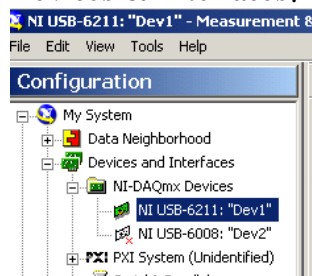 NI USB-6211: "Dev1" - Measurement &
File Edit View Tools Help
Configuration
My System
Data Neighborhood
Devices and Interfaces
NI-DAQmx Devices
NI USB-6211: "Dev1"
NI USB-6008: "Dev2"
PXI PXI System (Unidentified)